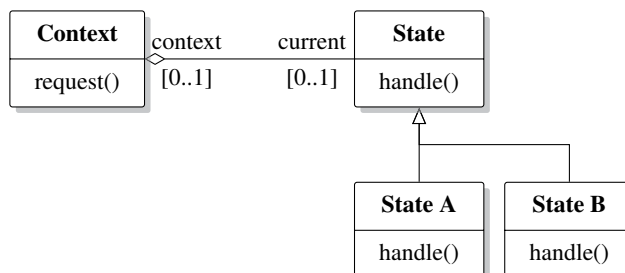 Context
request()
context
current
[0..1]
[0..1]
State
handle()
State A
handle()
State B
handle()